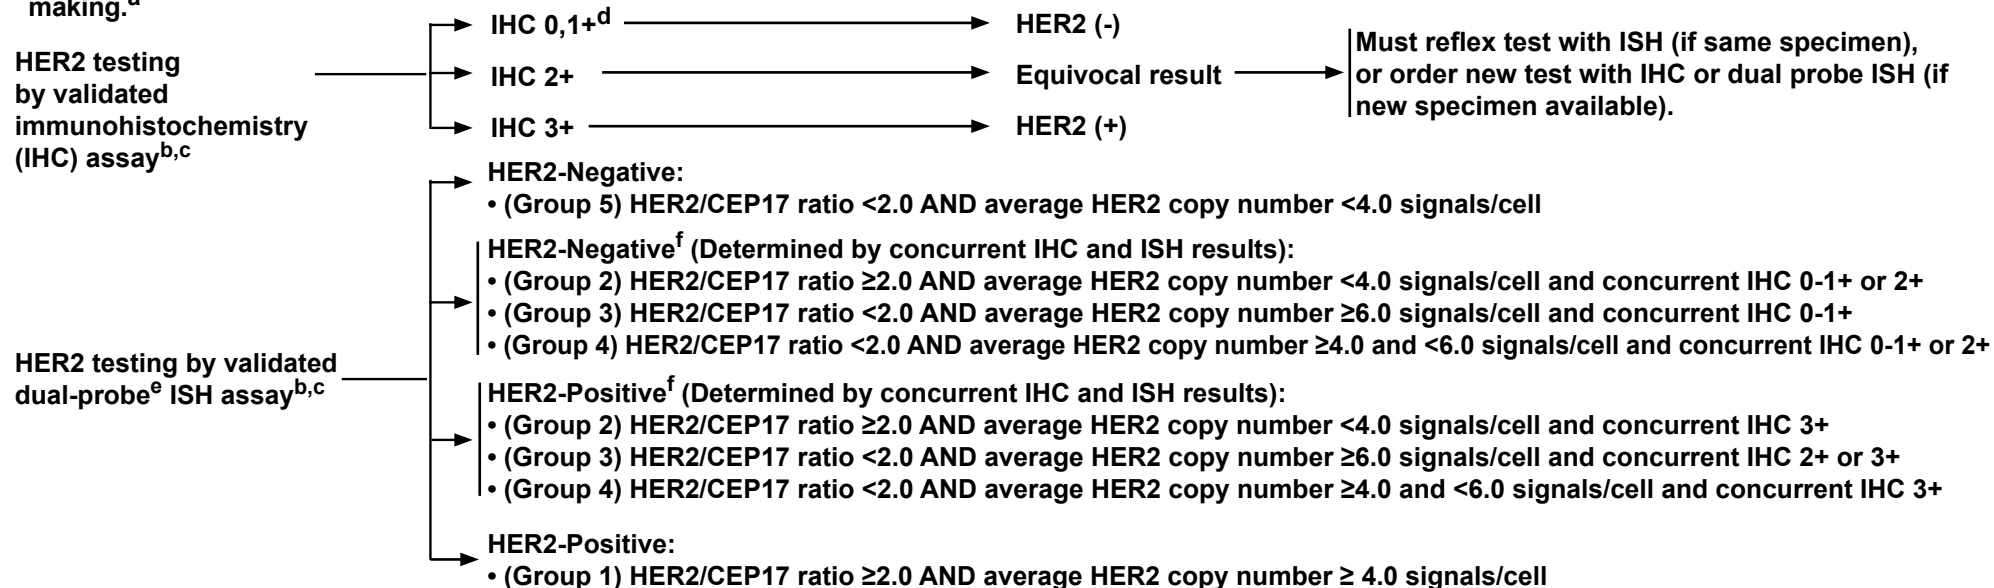 making.a
HER2 testing
by validated
immunohistochemistry
(IHC) assayb,c
IHC 0,1+d
HER2 (-)
IHC 2+
Equivocal result
Must reflex test with ISH (if same specimen),
or order new test with IHC or dual probe ISH (if
new specimen available).
IHC 3+
HER2 (+)
HER2 testing by validated
dual-probee ISH assayb,c
HER2-Negative:
• (Group 5) HER2/CEP17 ratio <2.0 AND average HER2 copy number <4.0 signals/cell
HER2-Negativef (Determined by concurrent IHC and ISH results):
• (Group 2) HER2/CEP17 ratio ≥2.0 AND average HER2 copy number <4.0 signals/cell and concurrent IHC 0-1+ or 2+
• (Group 3) HER2/CEP17 ratio <2.0 AND average HER2 copy number ≥6.0 signals/cell and concurrent IHC 0-1+
• (Group 4) HER2/CEP17 ratio <2.0 AND average HER2 copy number ≥4.0 and <6.0 signals/cell and concurrent IHC 0-1+ or 2+
HER2-Positivef (Determined by concurrent IHC and ISH results):
• (Group 2) HER2/CEP17 ratio ≥2.0 AND average HER2 copy number <4.0 signals/cell and concurrent IHC 3+
• (Group 3) HER2/CEP17 ratio <2.0 AND average HER2 copy number ≥6.0 signals/cell and concurrent IHC 2+ or 3+
• (Group 4) HER2/CEP17 ratio <2.0 AND average HER2 copy number ≥4.0 and <6.0 signals/cell and concurrent IHC 3+
HER2-Positive:
• (Group 1) HER2/CEP17 ratio ≥2.0 AND average HER2 copy number ≥ 4.0 signals/cell